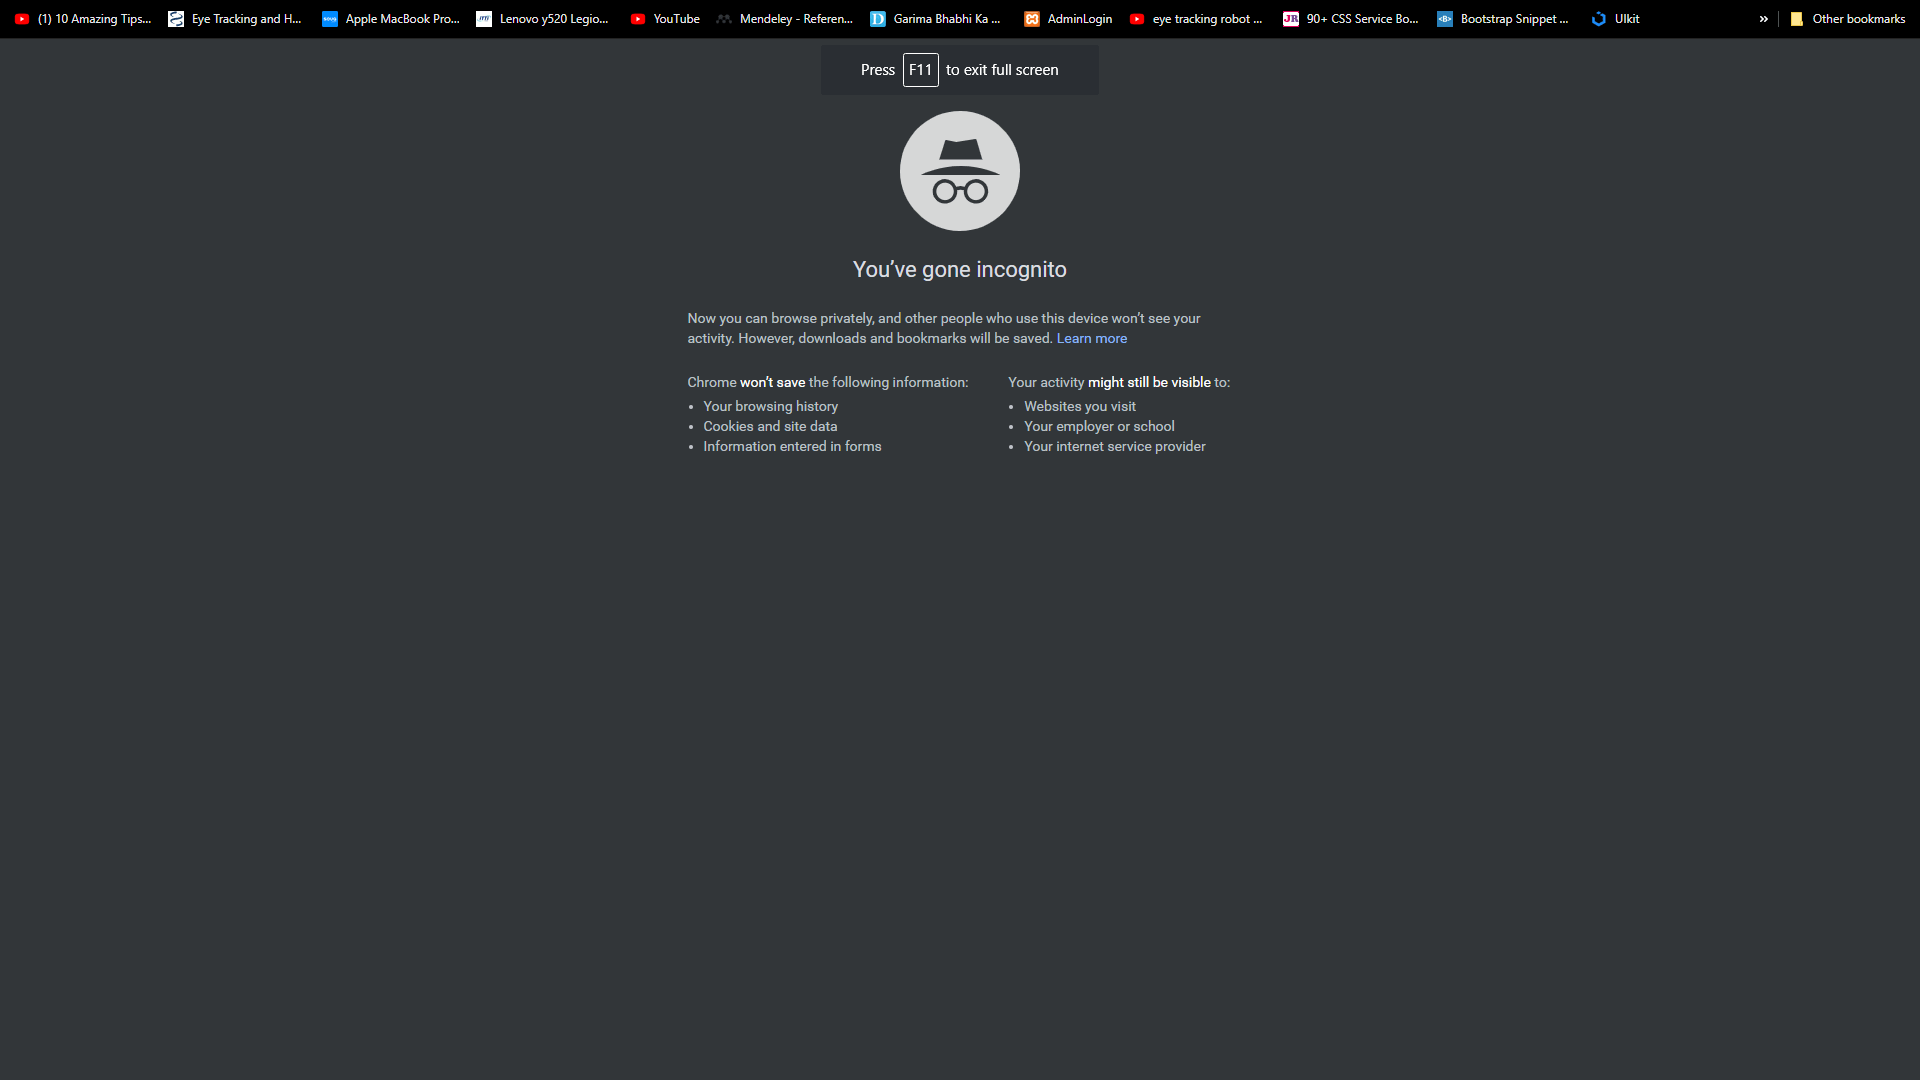 (1) 10 Amazing Tips... Eye Tracking and H... Apple MacBook Pro... Lenovo y520 Legio... YouTube Mendeley - Referen... Garima Bhabhi Ka ... AdminLogin eye tracking robot ... 90+ CSS Service Bo... Bootstrap Snippet ... UIkit » Other bookmarks
Press F11 to exit full screen
You’ve gone incognito
Now you can browse privately, and other people who use this device won’t see your
activity. However, downloads and bookmarks will be saved. Learn more
Chrome won’t save the following information:
• Your browsing history
• Cookies and site data
• Information entered in forms
Your activity might still be visible to:
• Websites you visit
• Your employer or school
• Your internet service provider